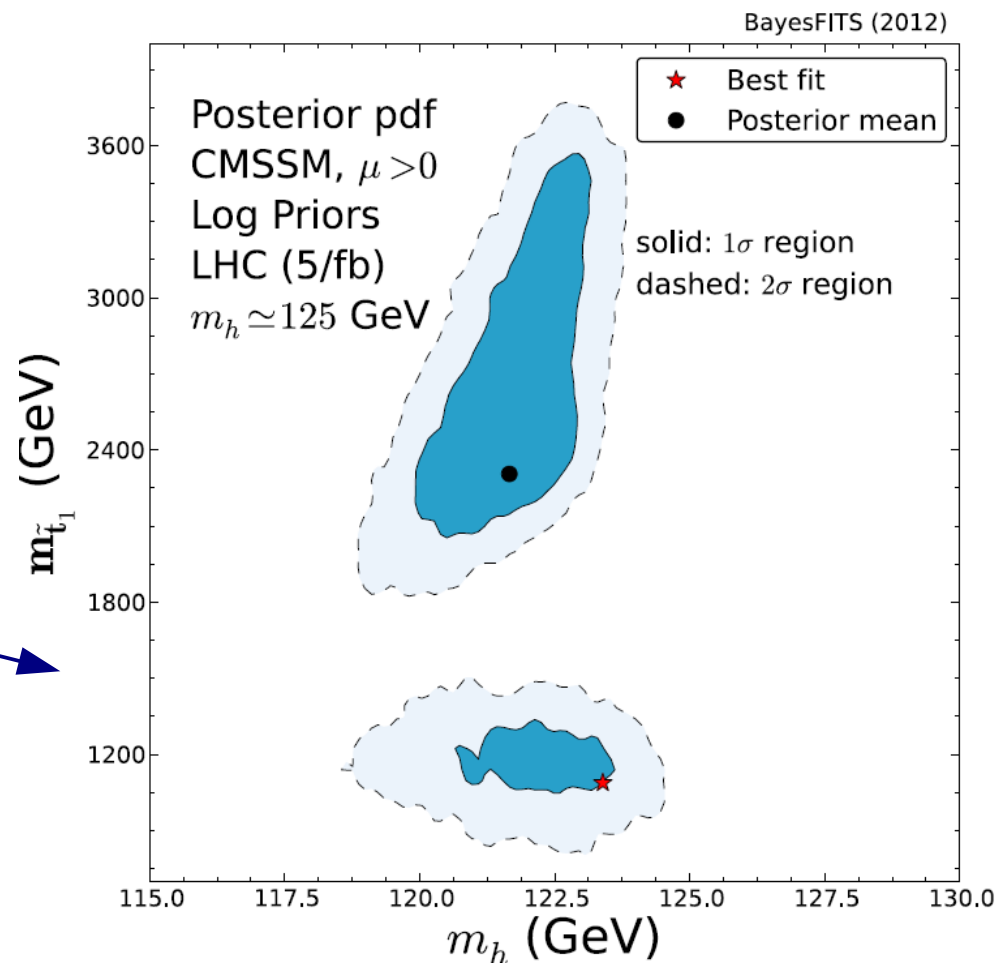 BayesFITS (2012)
Best fit
Posterior mean
Posterior pdf
CMSSM, μ >0
Log Priors
LHC (5/fb)
m_h ≃125 GeV
solid: 1σ region
dashed: 2σ region
3600
3000
2400
1800
1200
m_t̃₁ (GeV)
115.0 117.5 120.0 122.5 125.0 127.5 130.0
m_h (GeV)